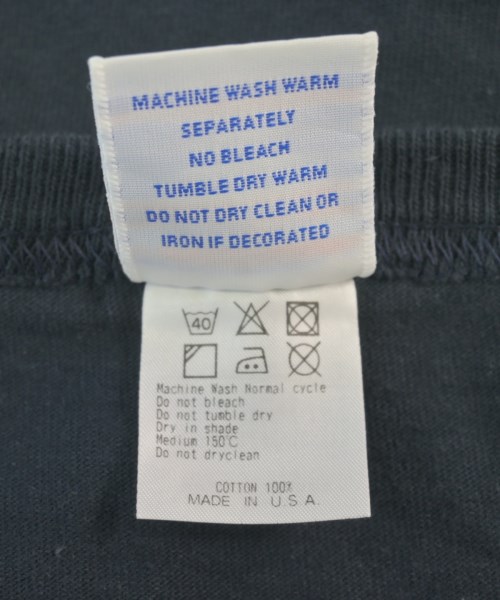 MACHINE WASH WARM
SEPARATELY
NO BLEACH
TUMBLE DRY WARM
DO NOT DRY CLEAN OR
IRON IF DECORATED
40
Machine Wash Normal cycle
Do not bleach
Do not tumble dry
Dry in shade
Medium 150℃
Do not dryclean
COTTON 100%
MADE IN U.S.A.